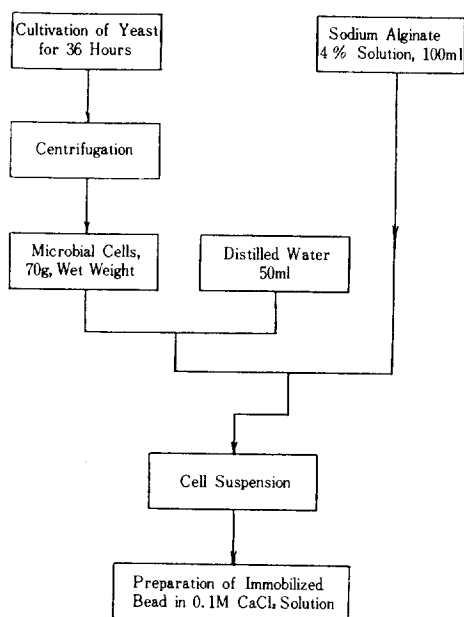 Cultivation of Yeast
for 36 Hours
Sodium Alginate
4% Solution, 100ml
Centrifugation
Microbial Cells,
70g, Wet Weight
Distilled Water
50ml
Cell Suspension
Preparation of Immobilized
Bead in 0.1M CaCl₂ Solution